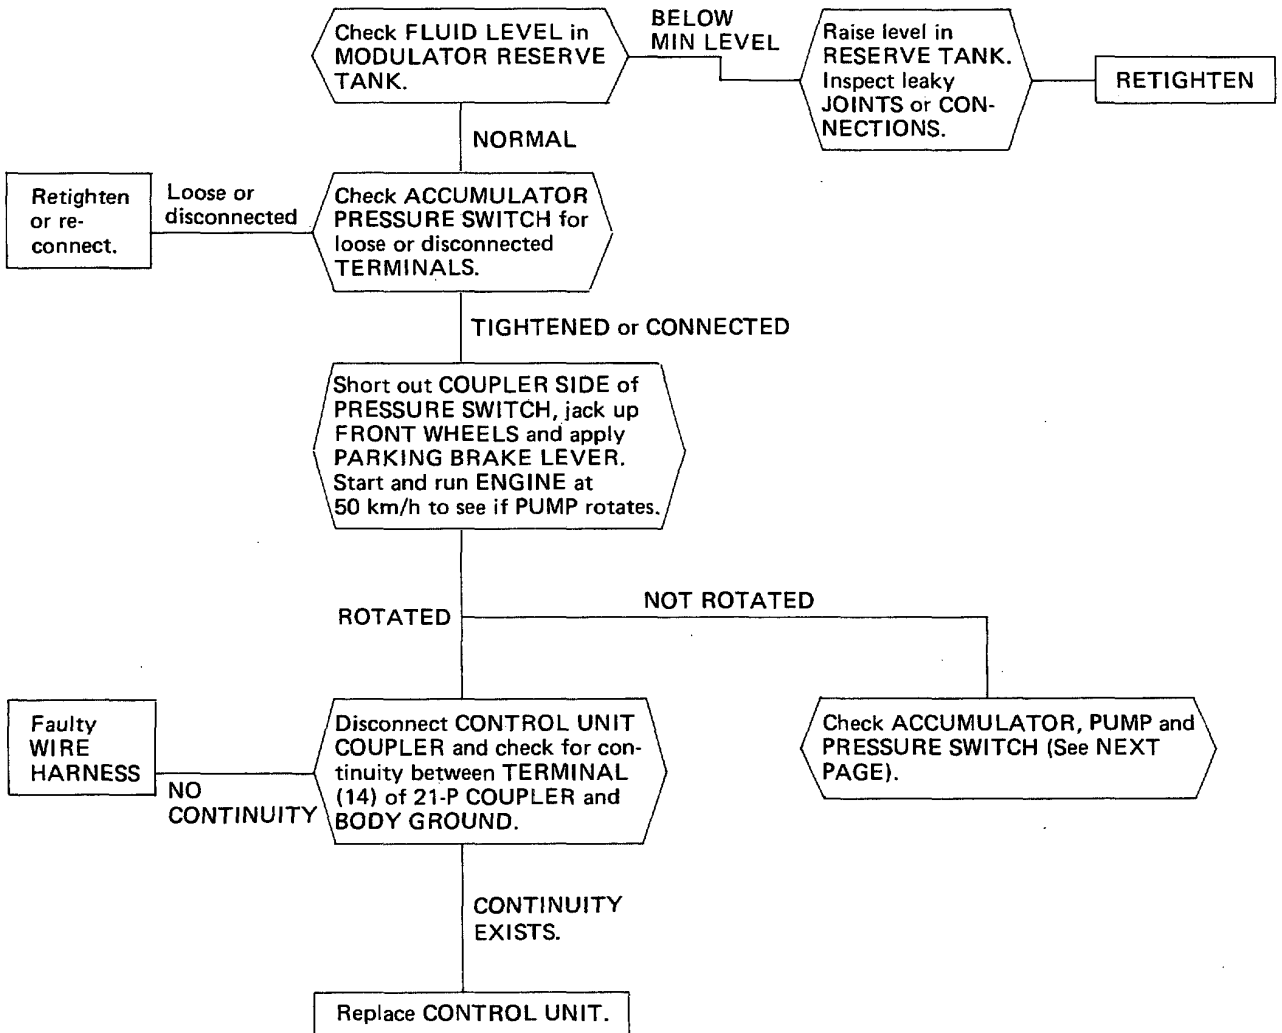 Check FLUID LEVEL in
MODULATOR RESERVE
TANK.
BELOW
MIN LEVEL
Raise level in
RESERVE TANK.
Inspect leaky
JOINTS or CON-
NECTIONS.
RETIGHTEN
NORMAL
Retighten
or re-
connect.
Loose or
disconnected
Check ACCUMULATOR
PRESSURE SWITCH for
loose or disconnected
TERMINALS.
TIGHTENED or CONNECTED
Short out COUPLER SIDE of
PRESSURE SWITCH, jack up
FRONT WHEELS and apply
PARKING BRAKE LEVER.
Start and run ENGINE at
50 km/h to see if PUMP rotates.
ROTATED
NOT ROTATED
Faulty
WIRE
HARNESS
NO
CONTINUITY
Disconnect CONTROL UNIT
COUPLER and check for con-
tinuity between TERMINAL
(14) of 21-P COUPLER and
BODY GROUND.
Check ACCUMULATOR, PUMP and
PRESSURE SWITCH (See NEXT
PAGE).
CONTINUITY
EXISTS.
Replace CONTROL UNIT.